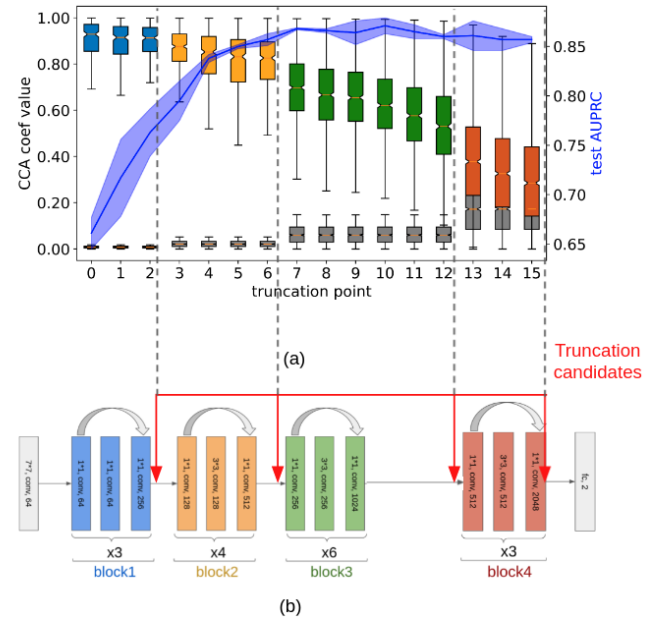 1.00
0.80
0.60
0.40
0.20
0.00
CCA coef value
0.85
0.80
0.75
0.70
0.65
test AUPRC
0 1 2 3 4 5 6 7 8 9 10 11 12 13 14 15
truncation point
(a)
Truncation
candidates
7*7, conv, 64
1*1, conv, 64
1*1, conv, 64
1*1, conv, 256
1*1, conv, 128
3*3, conv, 128
1*1, conv, 512
1*1, conv, 256
3*3, conv, 256
1*1, conv, 1024
1*1, conv, 512
3*3, conv, 512
1*1, conv, 2048
fc, 2
x3
x4
x6
x3
block1
block2
block3
block4
(b)